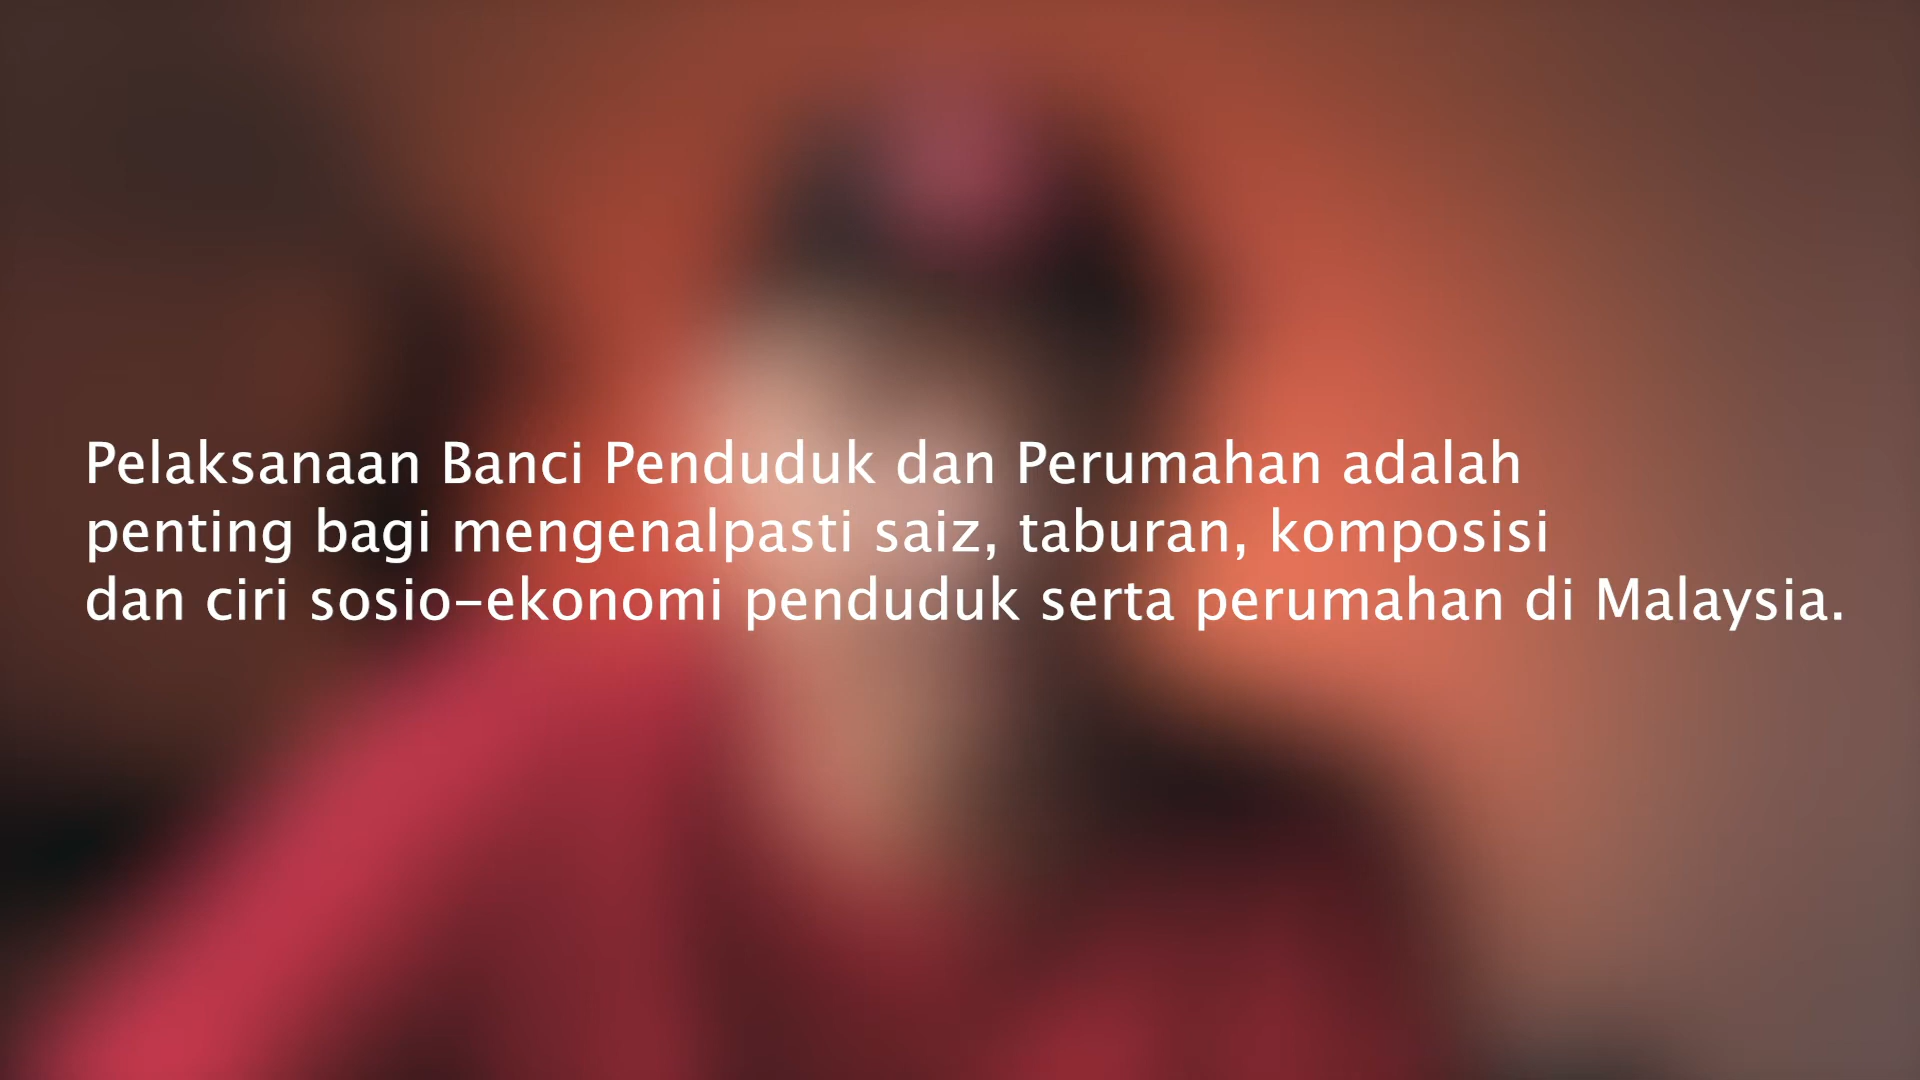 Pelaksanaan Banci Penduduk dan Perumahan adalah
penting bagi mengenalpasti saiz, taburan, komposisi
dan ciri sosio-ekonomi penduduk serta perumahan di Malaysia.